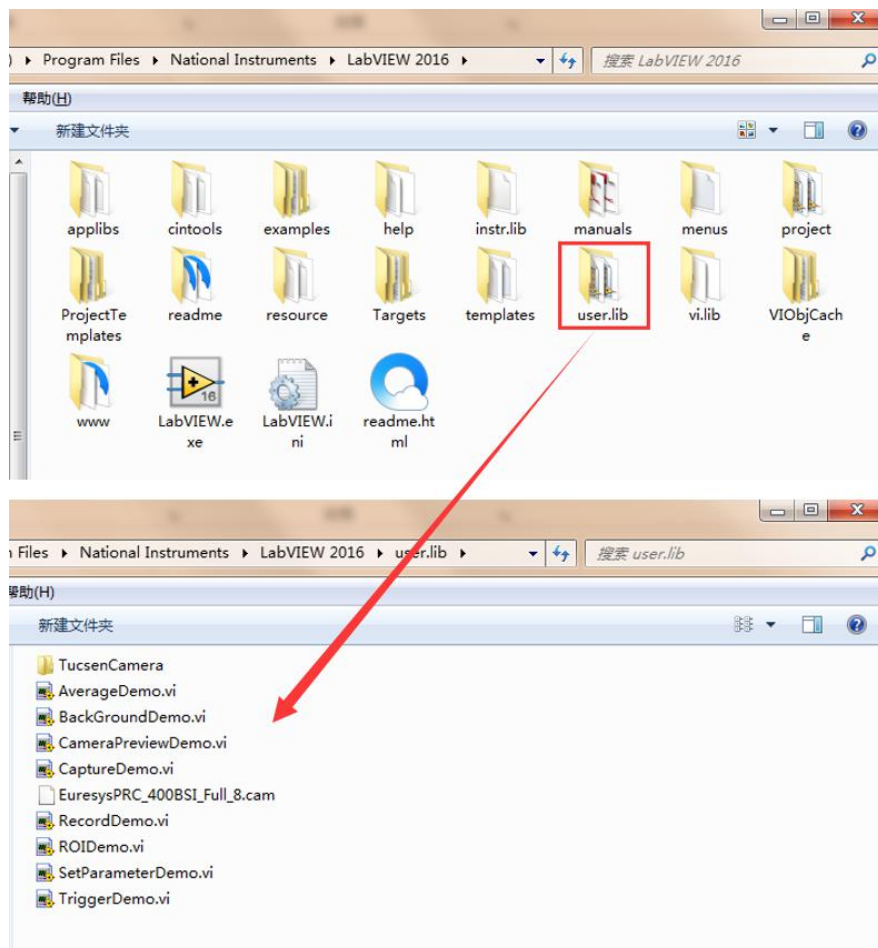 ) ▸ Program Files ▸ National Instruments ▸ LabVIEW 2016 ▸ 搜索 LabVIEW 2016
帮助(H)
新建文件夹
applibs cintools examples help instr.lib manuals menus project
ProjectTe readme resource Targets templates user.lib vi.lib VIObjCach
mplates e
16
www LabVIEW.e LabVIEW.i readme.ht
xe ni ml
n Files ▸ National Instruments ▸ LabVIEW 2016 ▸ user.lib ▸ 搜索 user.lib
帮助(H)
新建文件夹
TucsenCamera
AverageDemo.vi
BackGroundDemo.vi
CameraPreviewDemo.vi
CaptureDemo.vi
EuresysPRC_400BSI_Full_8.cam
RecordDemo.vi
ROIDemo.vi
SetParameterDemo.vi
TriggerDemo.vi